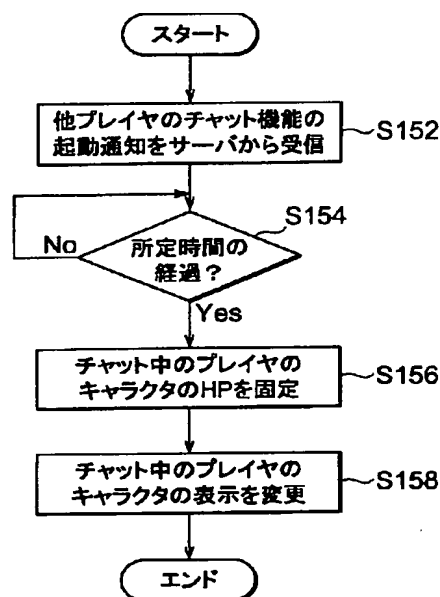 スタート
他プレイヤのチャット機能の
起動通知をサーバから受信
S152
S154
No
所定時間の
経過？
Yes
チャット中のプレイヤの
キャラクタのHPを固定
S156
チャット中のプレイヤの
キャラクタの表示を変更
S158
エンド